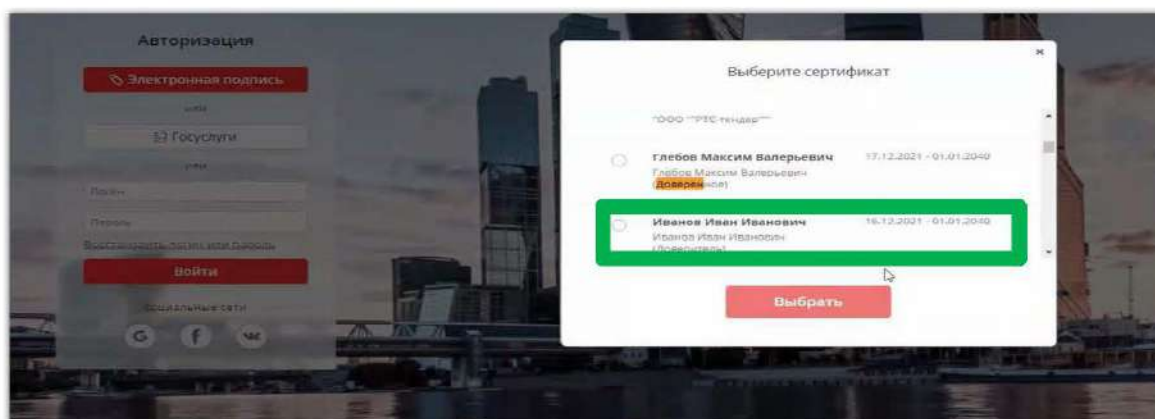 Авторизация
Электронная подпись
или
Госуслуги
или
Логин
Пароль
Восстановить логин или пароль
Войти
Социальные сети
G f
Выберите сертификат
"ООО ""РТС-тендер"""
Глебов Максим Валерьевич 17.12.2021 - 01.01.2040
Глебов Максим Валерьевич
(Доверенное)
Иванов Иван Иванович 16.12.2021 - 01.01.2040
Иванов Иван Иванович
(Доверитель)
Выбрать